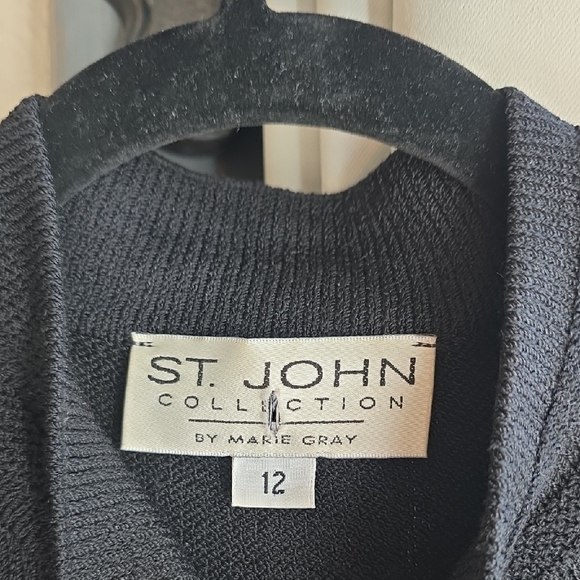 ST. JOHN
COLLECTION
BY MARIE GRAY
12